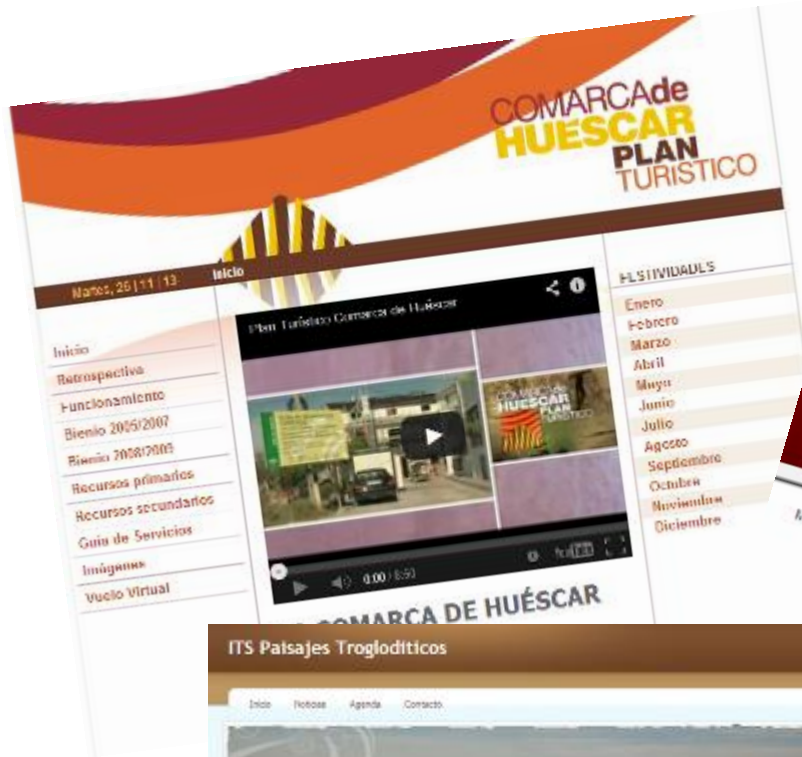 COMARCAde
HUESCAR
PLAN
TURISTICO
Martes, 26 | 11 | 13
Inicio
Inicio
Retrospectiva
Funcionamiento
Bienio 2005/2007
Bienio 2008/2009
Recursos primarios
Recursos secundarios
Guia de Servicios
Imágenes
Vuelo Virtual
Plan Turístico Comarca de Huéscar
COMARCAde
HUESCAR
PLAN
TURISTICO
0:00 / 8:50
COMARCA DE HUÉSCAR
FESTIVIDADES
Enero
Febrero
Marzo
Abril
Mayo
Junio
Julio
Agosto
Septiembre
Octubre
Noviembre
Diciembre
ITS Paisajes Trogloditicos
Inicio Noticias Agenda Contacto